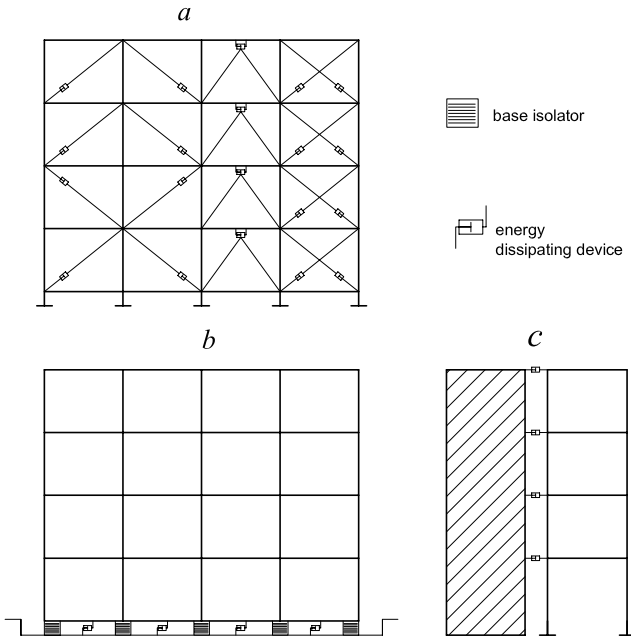 a
base isolator
energy
dissipating device
b
c